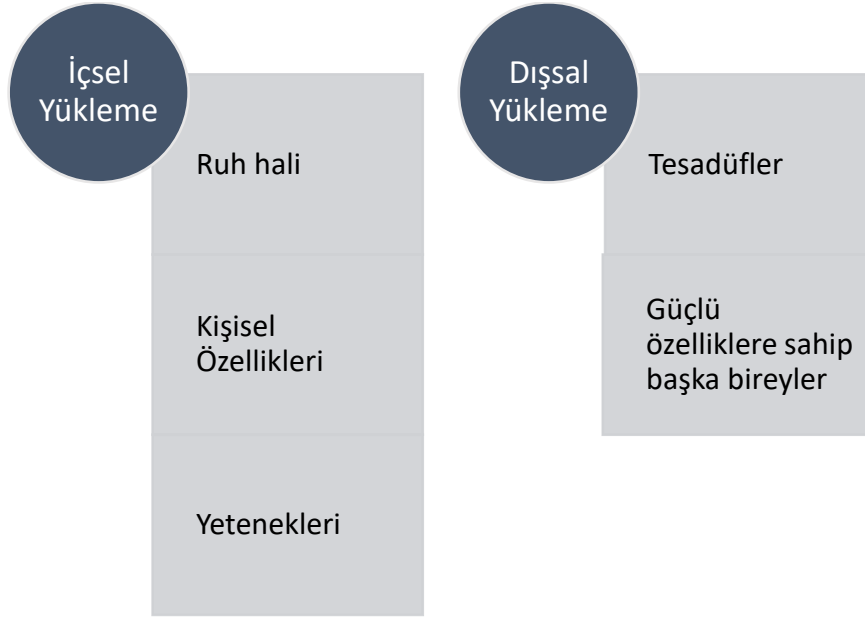 İçsel
Yükleme
Ruh hali
Kişisel
Özellikleri
Yetenekleri
Dışsal
Yükleme
Tesadüfler
Güçlü
özelliklere sahip
başka bireyler